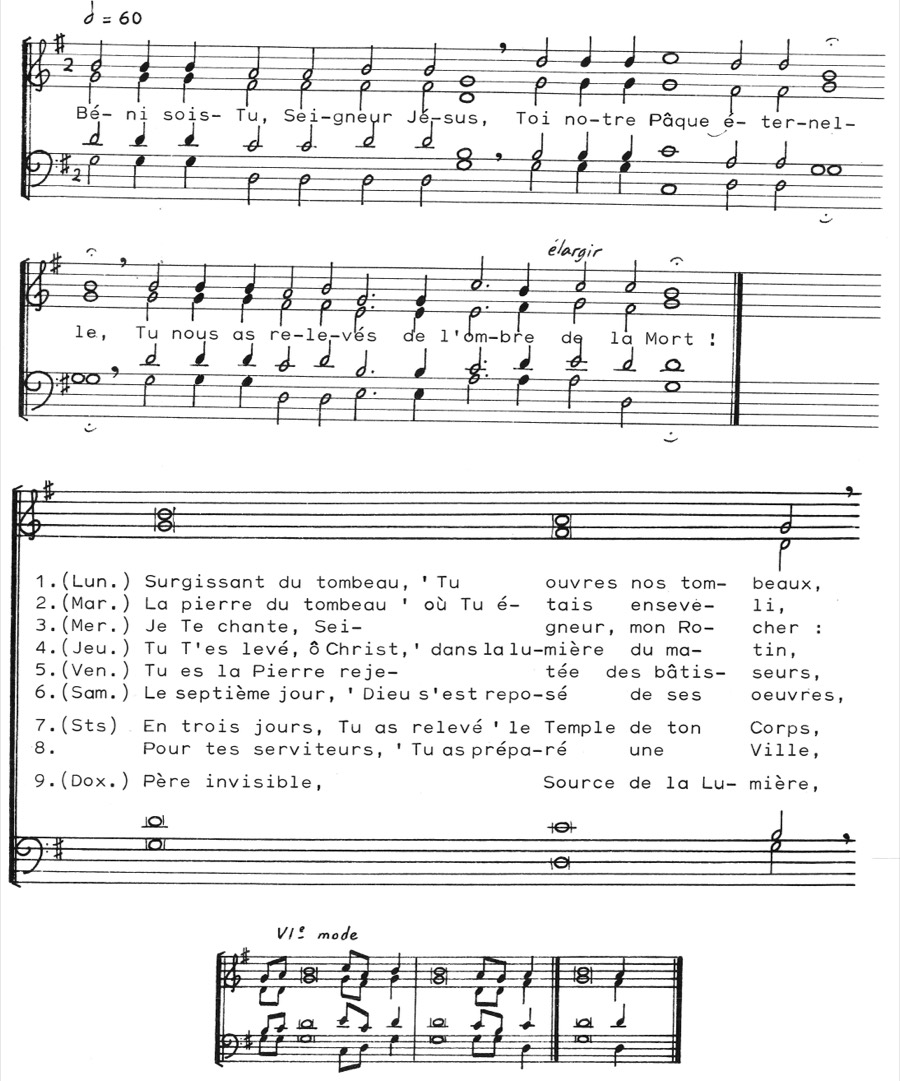 = 60
2
Bé- ni sois- Tu, Sei-gneur Jé-sus, Toi no-tre Pâque é- ter-nel-
2
élargir
le, Tu nous as re-le-vés de l'om-bre de la Mort !
1.(Lun.) Surgissant du tombeau, ' Tu ouvres nos tom- beaux,
2.(Mar.) La pierre du tombeau ' où Tu é- tais enseve- li,
3.(Mer.) Je Te chante, Sei- gneur, mon Ro- cher :
4.(Jeu.) Tu T'es levé, ô Christ,' dans la lu-mière du ma- tin,
5.(Ven.) Tu es la Pierre reje- tée des bâtis- seurs,
6.(Sam.) Le septième jour, ' Dieu s'est repo-sé de ses oeuvres,
7.(Sts) En trois jours, Tu as relevé ' le Temple de ton Corps,
8. Pour tes serviteurs, ' Tu as prépa-ré une Ville,
9.(Dox.) Père invisible, Source de la Lu- mière,
VIe mode